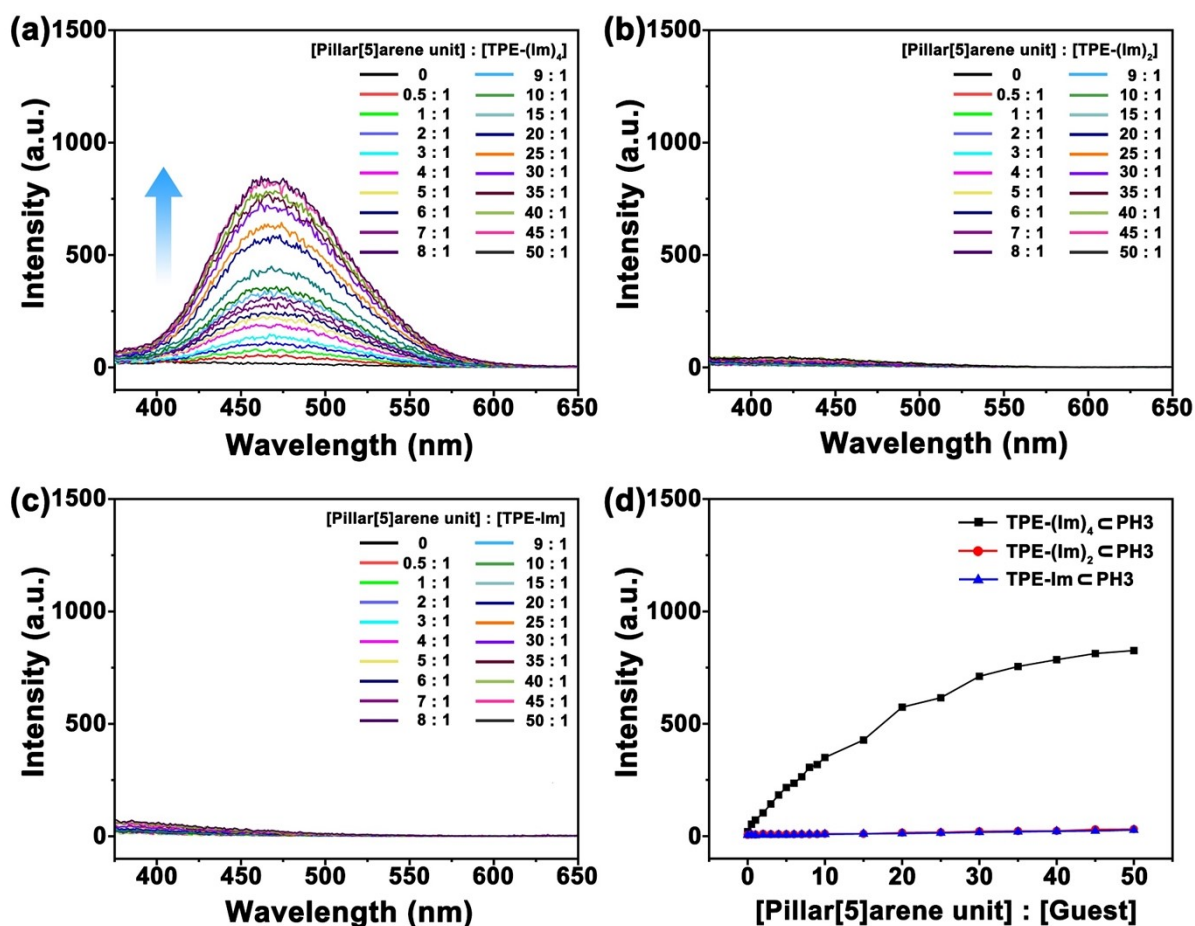 (a)
1500
1000
500
0
Intensity (a.u.)
[Pillar[5]arene unit] : [TPE-(Im)₄]
0 9 : 1
0.5 : 1 10 : 1
1 : 1 15 : 1
2 : 1 20 : 1
3 : 1 25 : 1
4 : 1 30 : 1
5 : 1 35 : 1
6 : 1 40 : 1
7 : 1 45 : 1
8 : 1 50 : 1
400 450 500 550 600 650
Wavelength (nm)
(b)
1500
1000
500
0
Intensity (a.u.)
[Pillar[5]arene unit] : [TPE-(Im)₂]
0 9 : 1
0.5 : 1 10 : 1
1 : 1 15 : 1
2 : 1 20 : 1
3 : 1 25 : 1
4 : 1 30 : 1
5 : 1 35 : 1
6 : 1 40 : 1
7 : 1 45 : 1
8 : 1 50 : 1
400 450 500 550 600 650
Wavelength (nm)
(c)
1500
1000
500
0
Intensity (a.u.)
[Pillar[5]arene unit] : [TPE-Im]
0 9 : 1
0.5 : 1 10 : 1
1 : 1 15 : 1
2 : 1 20 : 1
3 : 1 25 : 1
4 : 1 30 : 1
5 : 1 35 : 1
6 : 1 40 : 1
7 : 1 45 : 1
8 : 1 50 : 1
400 450 500 550 600 650
Wavelength (nm)
(d)
1500
1000
500
0
Intensity (a.u.)
TPE-(Im)₄ ⊂ PH3
TPE-(Im)₂ ⊂ PH3
TPE-Im ⊂ PH3
0 10 20 30 40 50
[Pillar[5]arene unit] : [Guest]